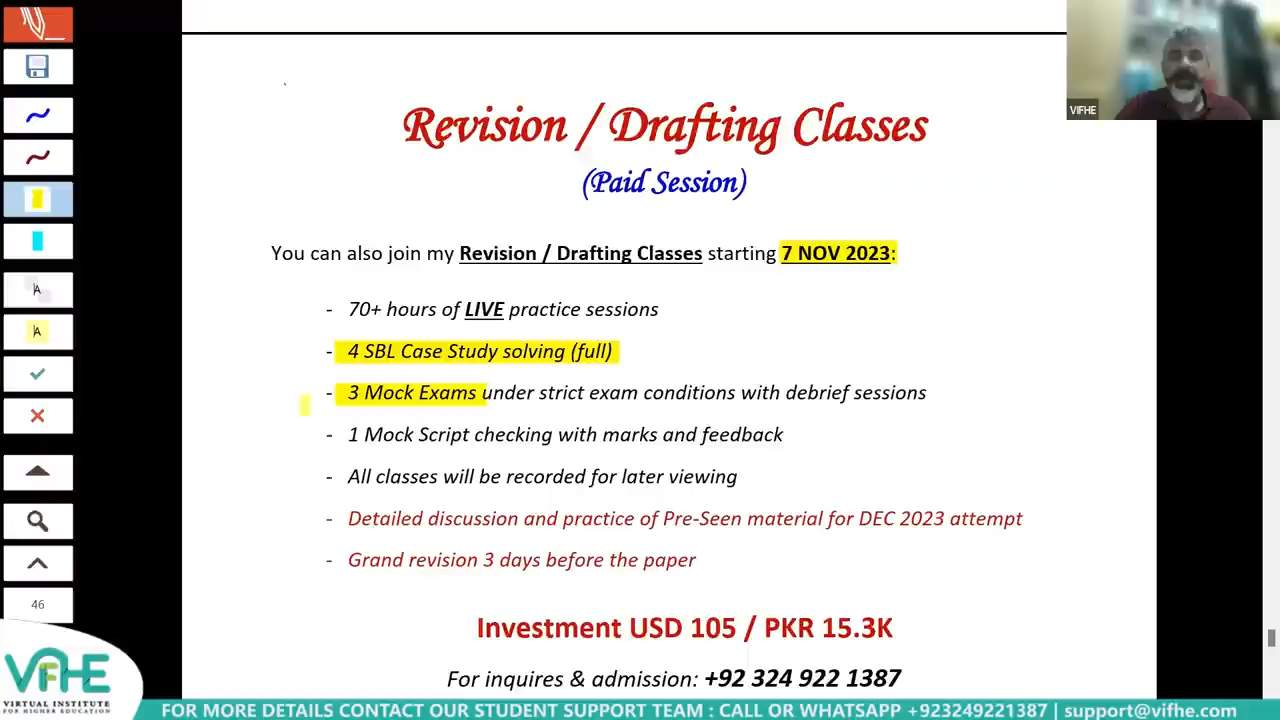 Revision / Drafting Classes
VIFHE
(Paid Session)
You can also join my Revision / Drafting Classes starting 7 NOV 2023:
- 70+ hours of LIVE practice sessions
- 4 SBL Case Study solving (full)
- 3 Mock Exams under strict exam conditions with debrief sessions
- 1 Mock Script checking with marks and feedback
- All classes will be recorded for later viewing
- Detailed discussion and practice of Pre-Seen material for DEC 2023 attempt
- Grand revision 3 days before the paper
A
A
46
Investment USD 105 / PKR 15.3K
For inquires & admission: +92 324 922 1387
VIFHE
VIRTUAL INSTITUTE
FOR HIGHER EDUCATION
FOR MORE DETAILS CONTACT OUR STUDENT SUPPORT TEAM : CALL OR WHATSAPP +923249221387 | support@vifhe.com